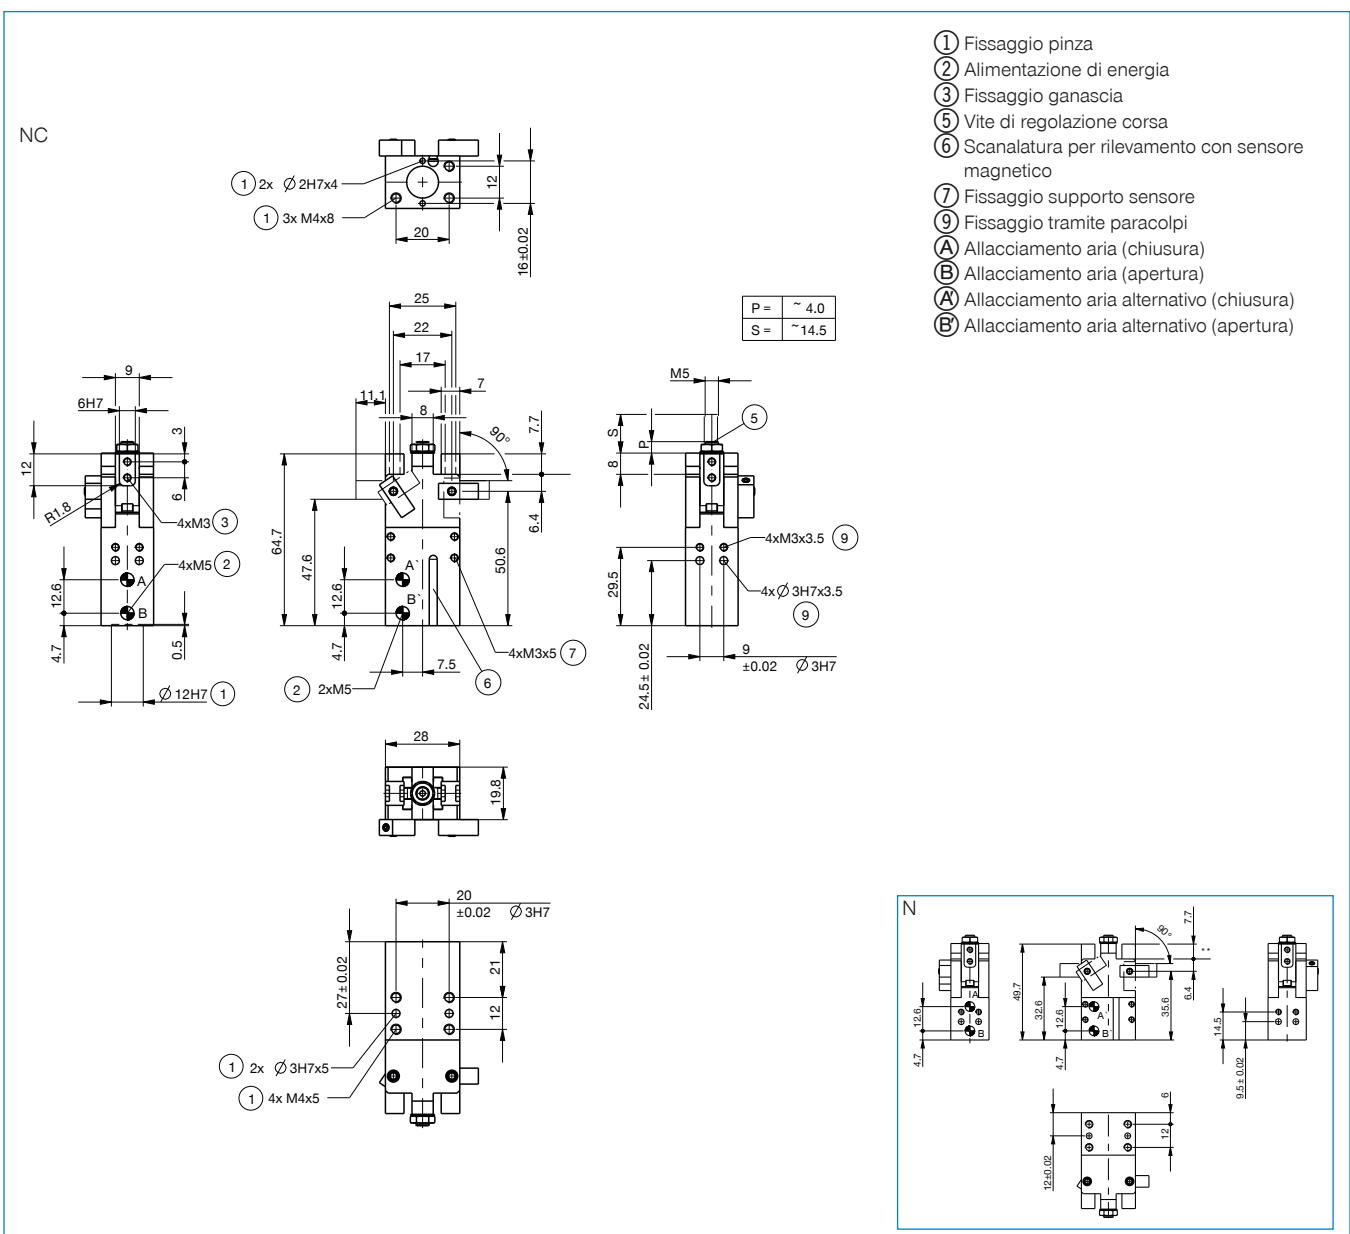 NC
1 Fissaggio pinza
2 Alimentazione di energia
3 Fissaggio ganascia
5 Vite di regolazione corsa
6 Scanalatura per rilevamento con sensore
magnetico
7 Fissaggio supporto sensore
9 Fissaggio tramite paracolpi
A Allacciamento aria (chiusura)
B Allacciamento aria (apertura)
A' Allacciamento aria alternativo (chiusura)
B' Allacciamento aria alternativo (apertura)
1 2x Ø 2H7x4
1 3x M4x8
20
12
16±0.02
P = ~ 4.0
S = ~14.5
9
6H7
3
12
6
R1.8
4xM3 3
4xM5 2
A
B
12.6
4.7
0.5
Ø 12H7 1
25
22
17
7
11,1
8
90°
7.7
6.4
64.7
47.6
50.6
A`
B`
12.6
4.7
7.5
2 2xM5
6
4xM3x5 7
M5
5
S
P
8
4xM3x3.5 9
4x Ø 3H7x3.5
9
29.5
24.5± 0.02
9
±0.02 Ø 3H7
28
19.8
20
±0.02 Ø 3H7
27±0.02
21
12
1 2x Ø 3H7x5
1 4x M4x5
N
49.7
32.6
12.6
4.7
A
B
12.6
4.7
A`
B`
90°
7.7
6.4
35.6
14.5
9.5± 0.02
6
12
12±0.02